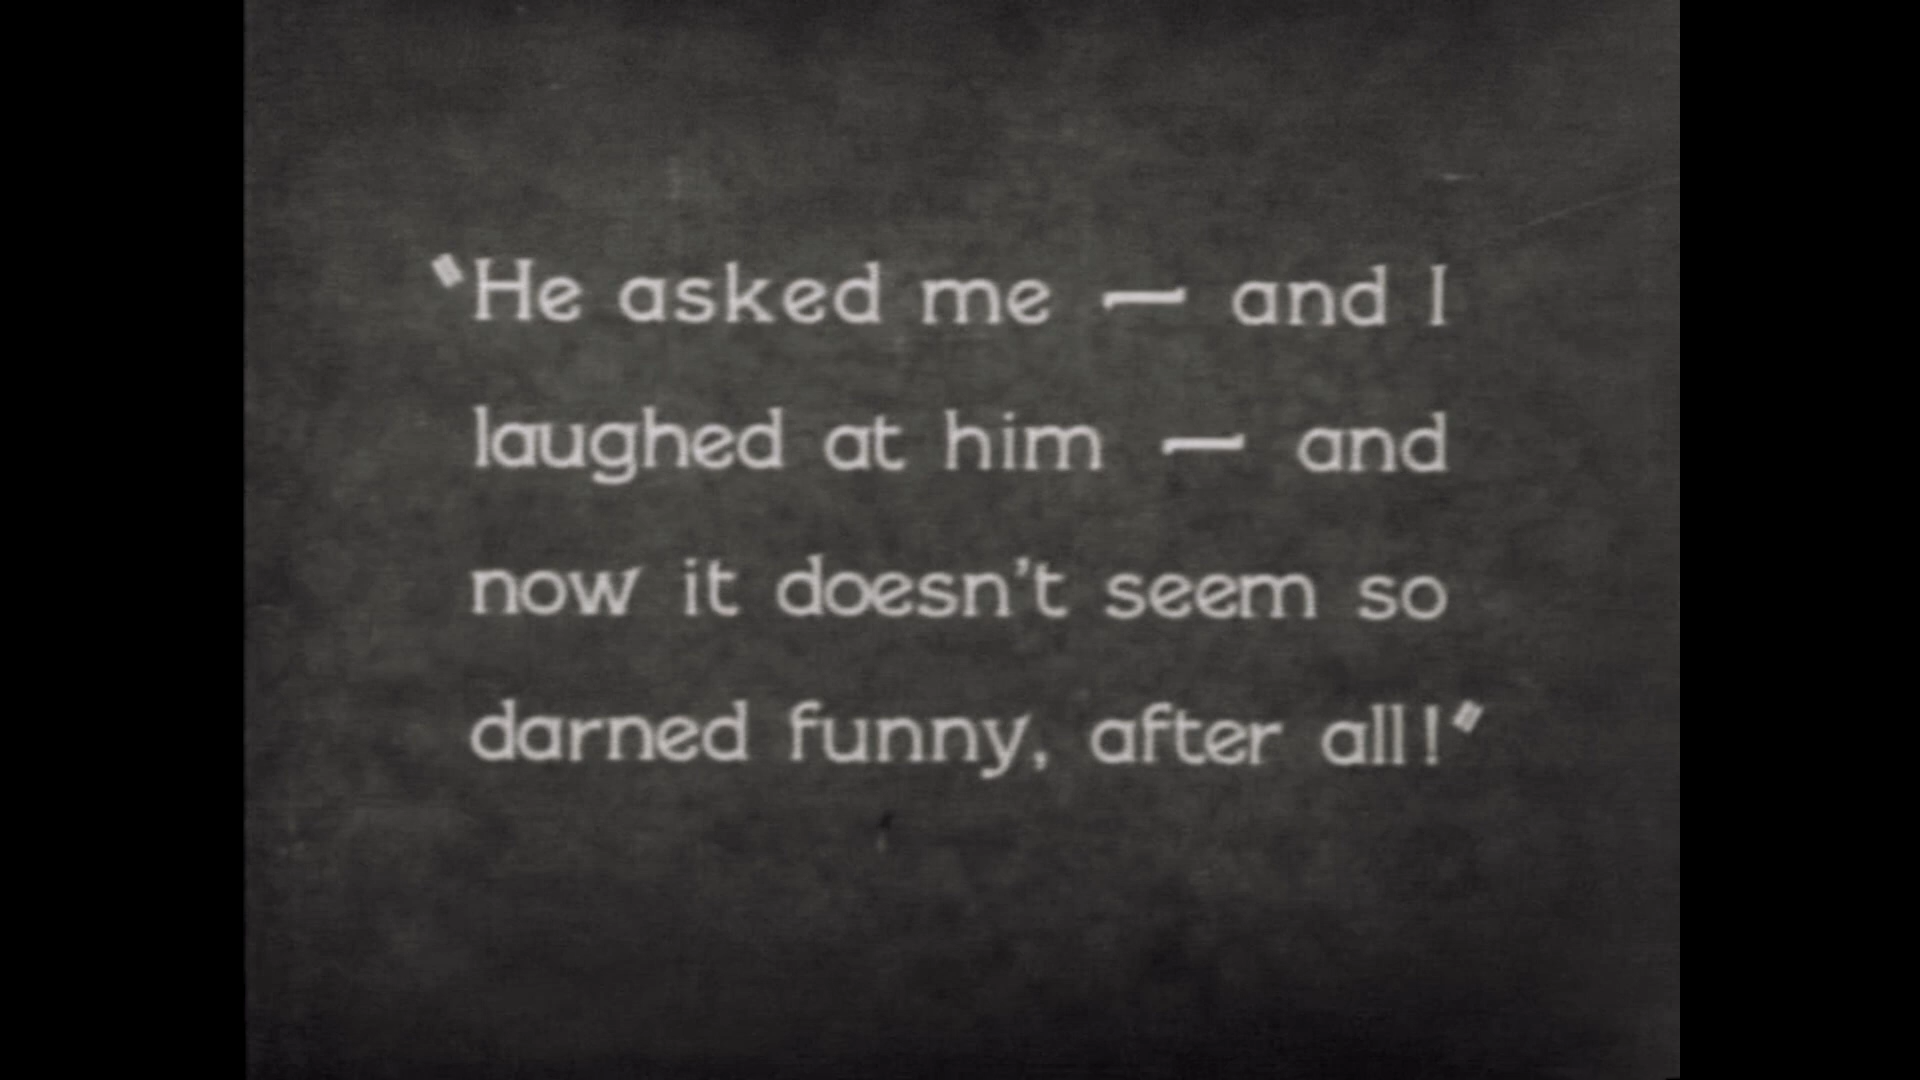 "He asked me — and I
laughed at him — and
now it doesn't seem so
darned funny, after all!"